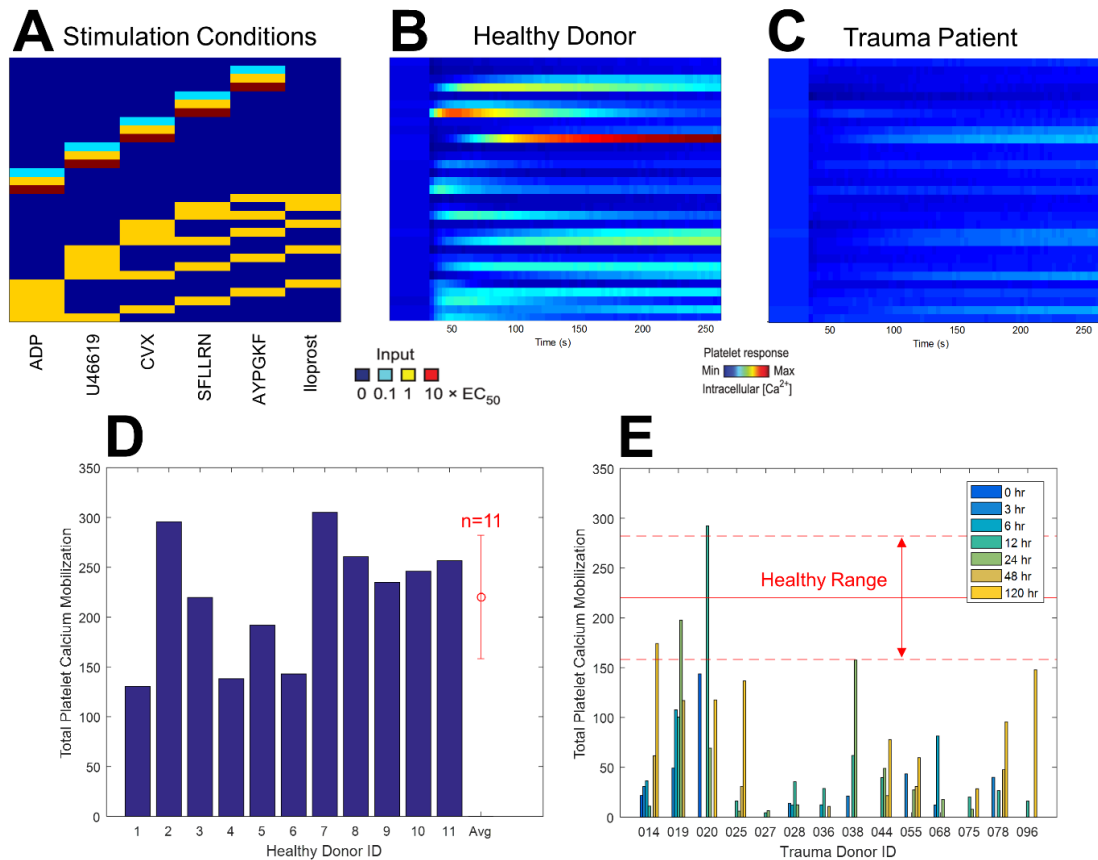 A Stimulation Conditions
B Healthy Donor
C Trauma Patient
ADP
U46619
CVX
SFLLRN
AYPGKF
Iloprost
Input
0 0.1 1 10 × EC50
50 100 150 200 250
Time (s)
50 100 150 200 250
Time (s)
Platelet response
Min Max
Intracellular [Ca2+]
D
350
300
250
200
150
100
50
0
Total Platelet Calcium Mobilization
n=11
1 2 3 4 5 6 7 8 9 10 11 Avg
Healthy Donor ID
E
350
300
250
200
150
100
50
0
Total Platelet Calcium Mobilization
Healthy Range
0 hr
3 hr
6 hr
12 hr
24 hr
48 hr
120 hr
014 019 020 025 027 028 036 038 044 055 068 075 078 096
Trauma Donor ID